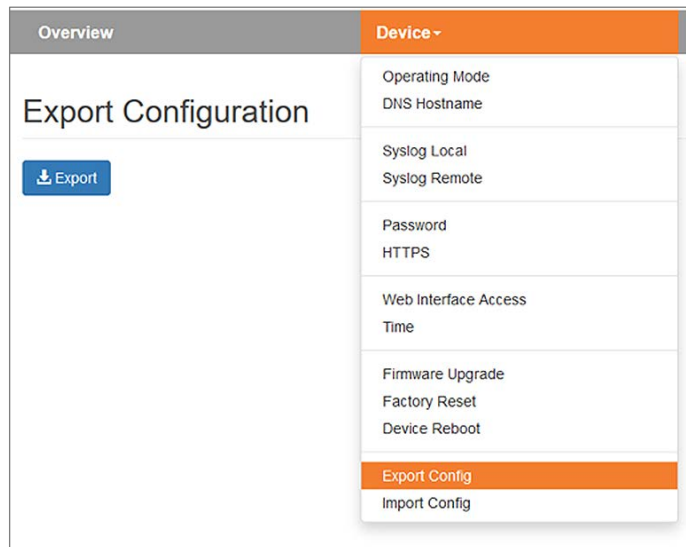 Overview
Device
Export Configuration
Export
Operating Mode
DNS Hostname
Syslog Local
Syslog Remote
Password
HTTPS
Web Interface Access
Time
Firmware Upgrade
Factory Reset
Device Reboot
Export Config
Import Config